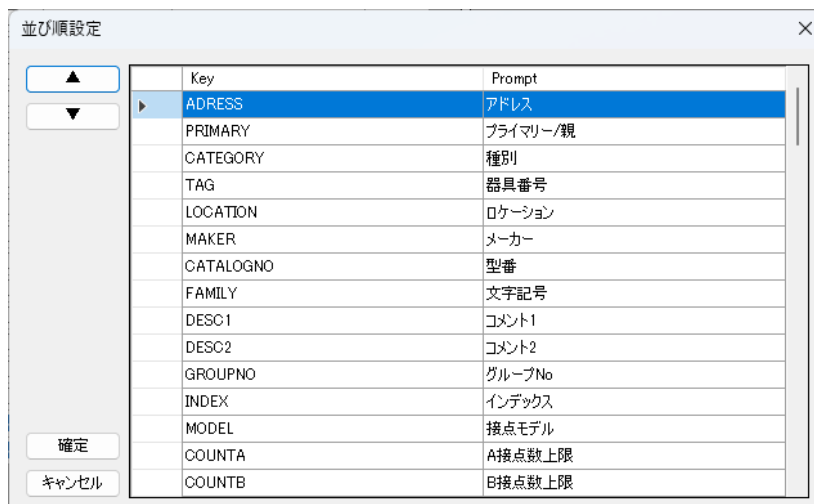 並び順設定
▲
▼
Key Prompt
ADRESS アドレス
PRIMARY プライマリー/親
CATEGORY 種別
TAG 器具番号
LOCATION ロケーション
MAKER メーカー
CATALOGNO 型番
FAMILY 文字記号
DESC1 コメント1
DESC2 コメント2
GROUPNO グループNo
INDEX インデックス
MODEL 接点モデル
COUNTA A接点数上限
COUNTB B接点数上限
確定
キャンセル